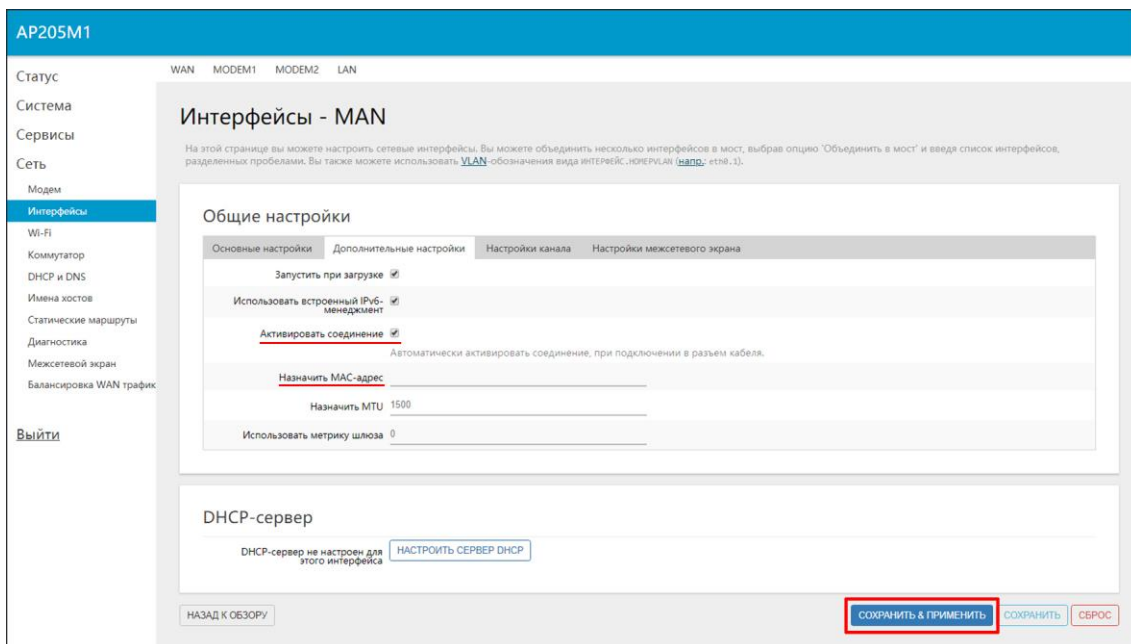 AP205M1
Статус
Система
Сервисы
Сеть
Модем
Интерфейсы
Wi-Fi
Коммутатор
DHCP и DNS
Имена хостов
Статические маршруты
Диагностика
Межсетевой экран
Балансировка WAN трафик
Выйти
WAN MODEM1 MODEM2 LAN
Интерфейсы - MAN
На этой странице вы можете настроить сетевые интерфейсы. Вы можете объединить несколько интерфейсов в мост, выбрав опцию 'Объединить в мост' и введя список интерфейсов,
разделенных пробелами. Вы также можете использовать VLAN-обозначения вида ИНТЕРФЕЙС.НОМЕРVLAN (напр.: eth0.1).
Общие настройки
Основные настройки Дополнительные настройки Настройки канала Настройки межсетевого экрана
Запустить при загрузке
Использовать встроенный IPv6-
менеджмент
Активировать соединение
Автоматически активировать соединение, при подключении в разъем кабеля.
Назначить MAC-адрес
Назначить MTU 1500
Использовать метрику шлюза 0
DHCP-сервер
DHCP-сервер не настроен для
этого интерфейса
НАСТРОИТЬ СЕРВЕР DHCP
НАЗАД К ОБЗОРУ СОХРАНИТЬ & ПРИМЕНИТЬ СОХРАНИТЬ СБРОС